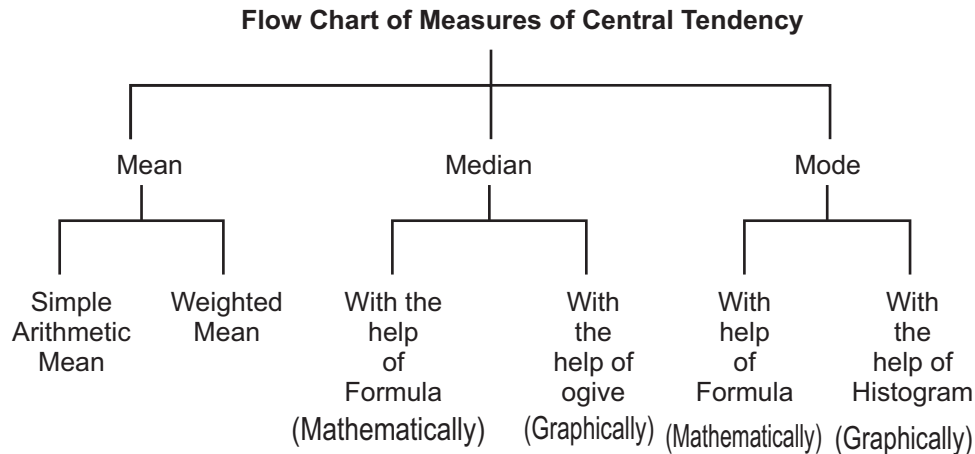 Flow Chart of Measures of Central Tendency
Mean
Median
Mode
Simple
Arithmetic
Mean
Weighted
Mean
With the
help
of
Formula
(Mathematically)
With
the
help of
ogive
(Graphically)
With
help
of
Formula
(Mathematically)
With
the
help of
Histogram
(Graphically)